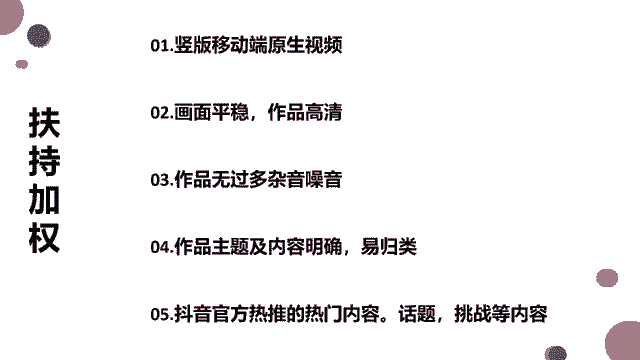 扶持加权
01.竖版移动端原生视频
02.画面平稳，作品高清
03.作品无过多杂音噪音
04.作品主题及内容明确，易归类
05.抖音官方热推的热门内容。话题，挑战等内容